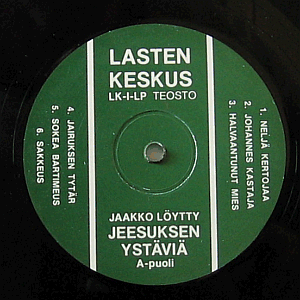 LASTEN
KESKUS
LK-I-LP TEOSTO
1. NELJÄ KERTOJAA
2. JOHANNES KASTAJA
3. HALVAANTUNUT MIES
4. JAIRUKSEN TYTÄR
5. SOKEA BARTIMEUS
6. SAKKEUS
JAAKKO LÖYTTY
JEESUKSEN
YSTÄVIÄ
A-puoli